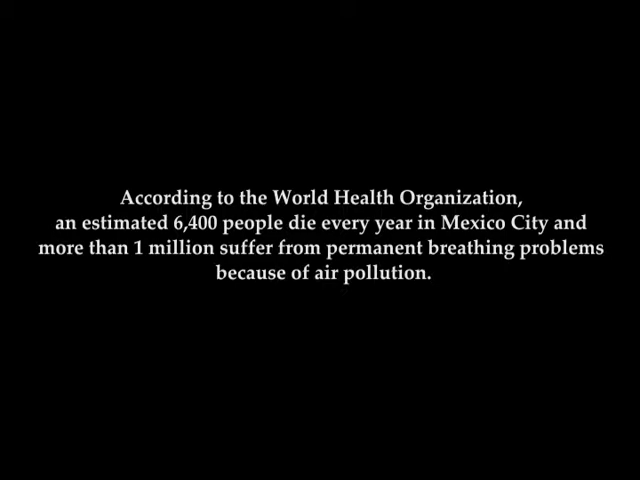 According to the World Health Organization,
an estimated 6,400 people die every year in Mexico City and
more than 1 million suffer from permanent breathing problems
because of air pollution.